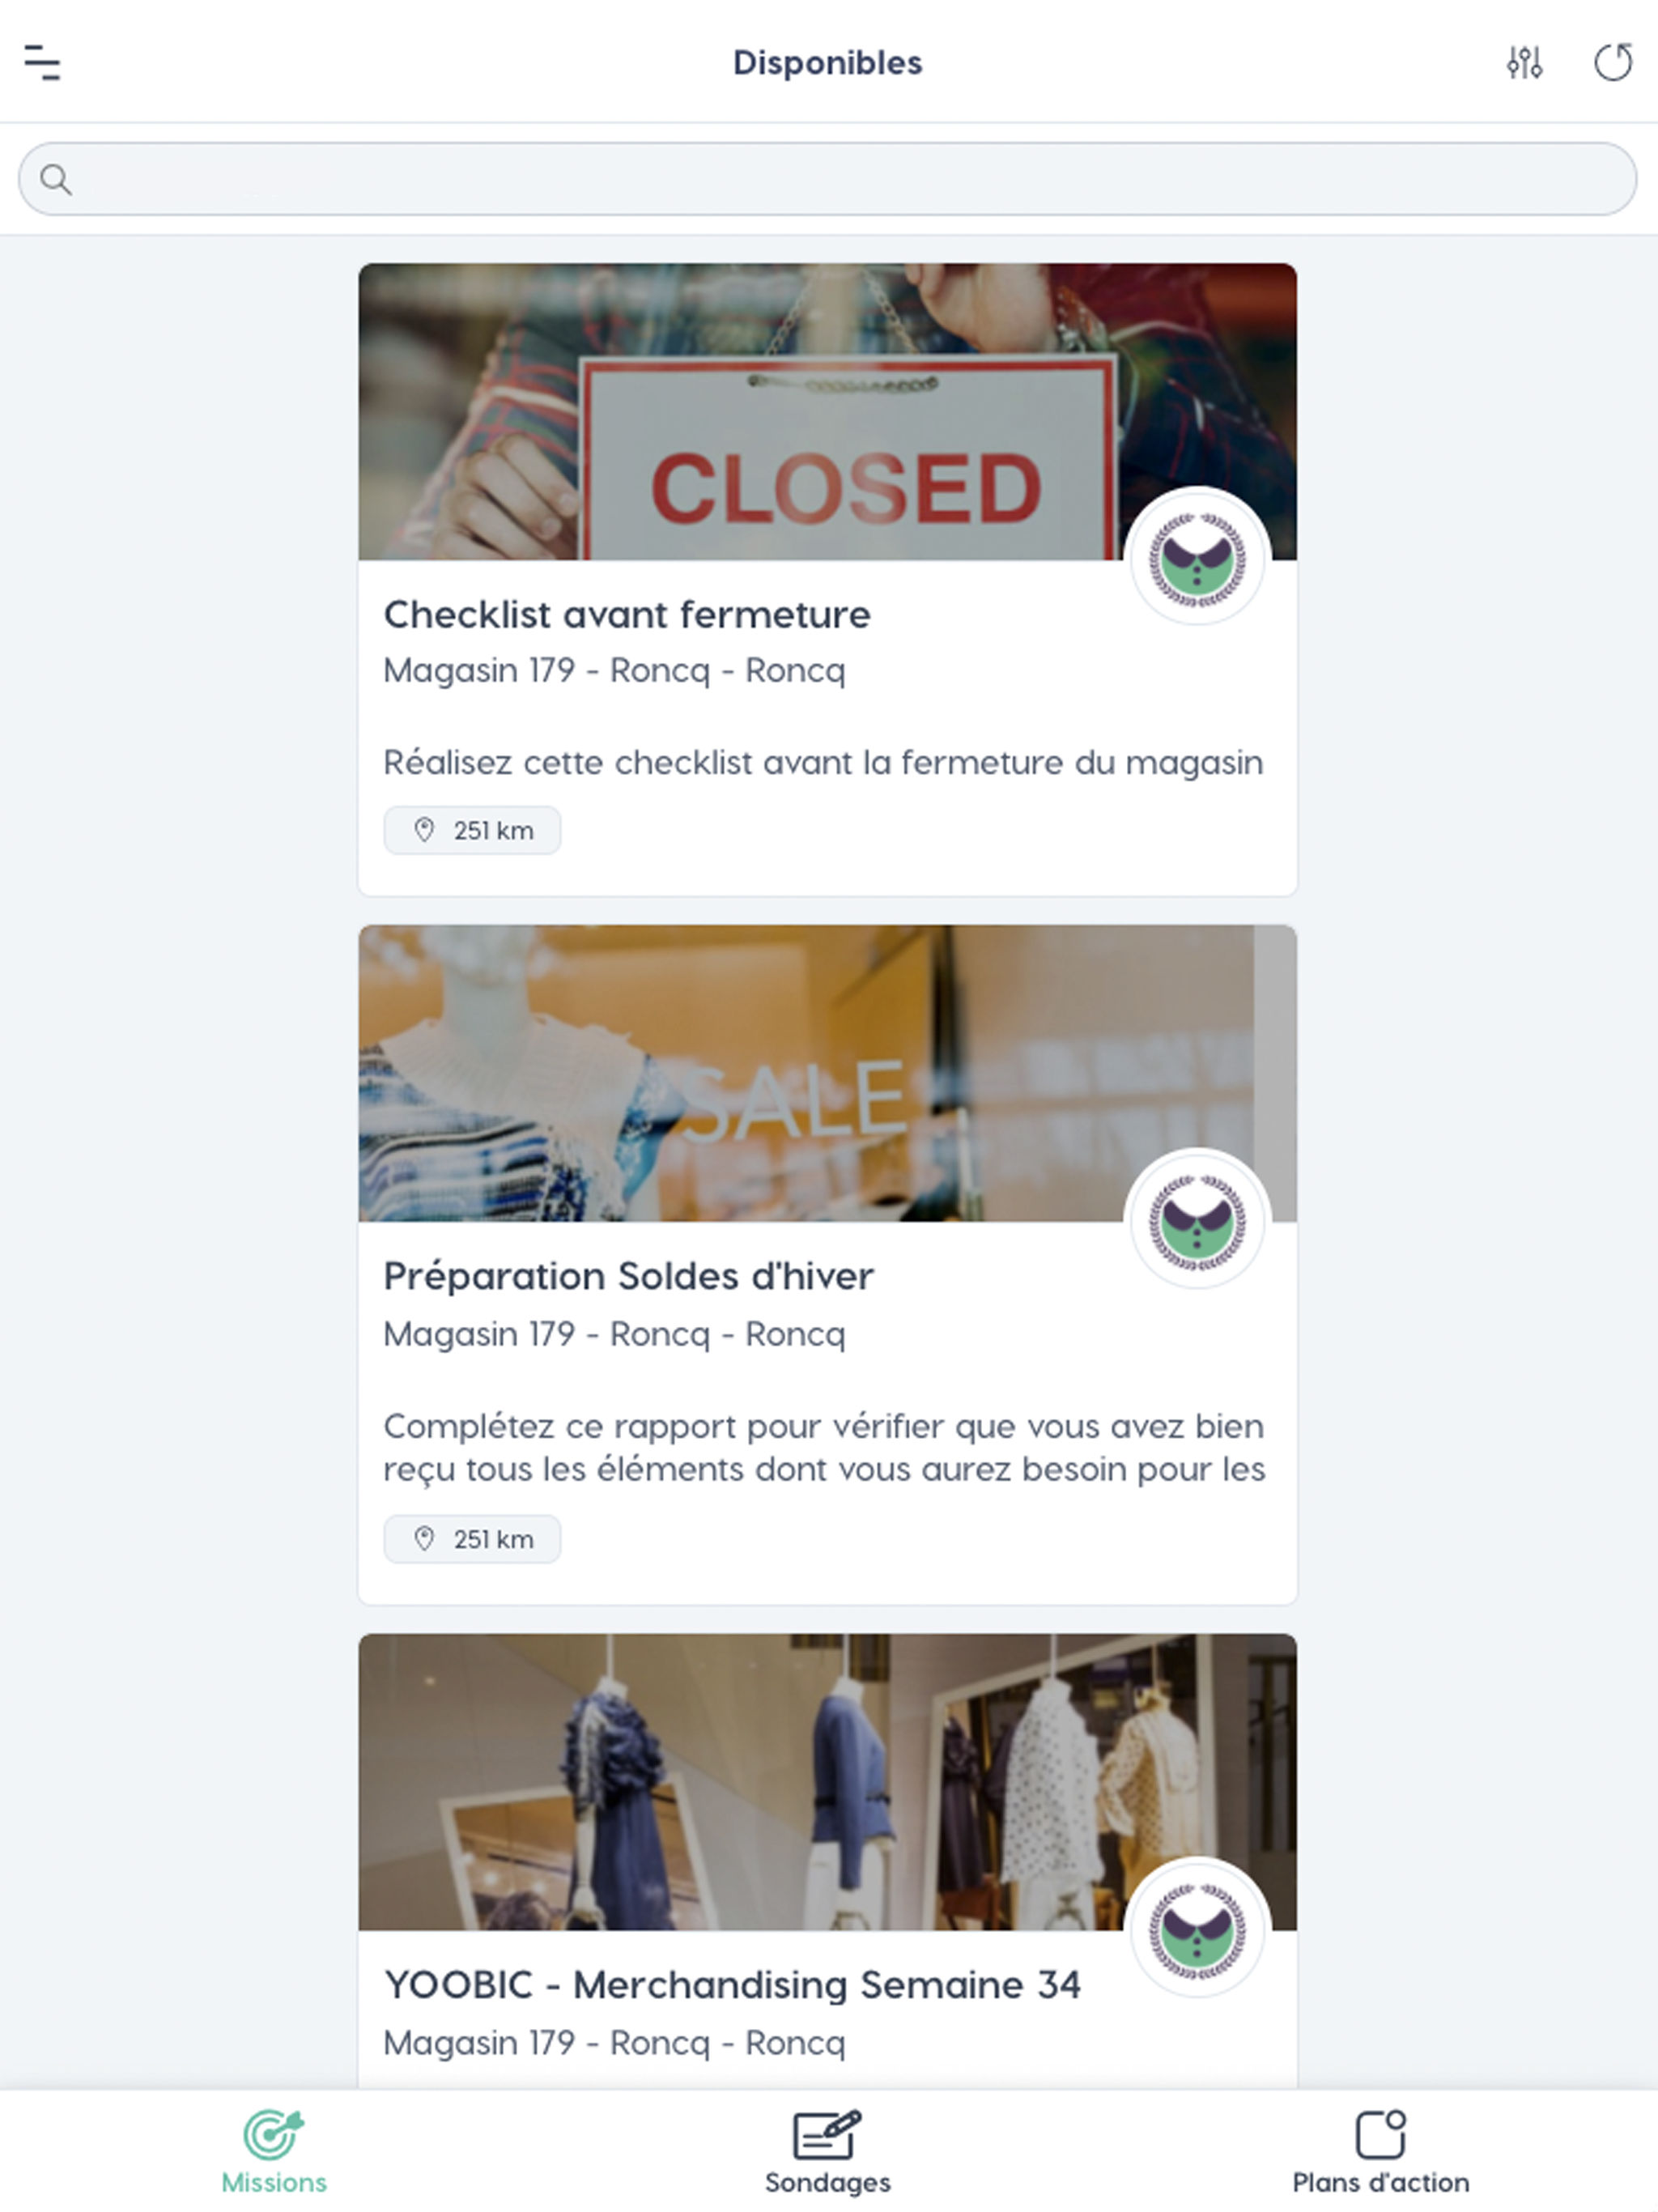 Disponibles
CLOSED
Checklist avant fermeture
Magasin 179 - Roncq - Roncq
Réalisez cette checklist avant la fermeture du magasin
251 km
SALE
Préparation Soldes d'hiver
Magasin 179 - Roncq - Roncq
Complétez ce rapport pour vérifier que vous avez bien
reçu tous les éléments dont vous aurez besoin pour les
251 km
YOOBIC - Merchandising Semaine 34
Magasin 179 - Roncq - Roncq
Missions
Sondages
Plans d'action